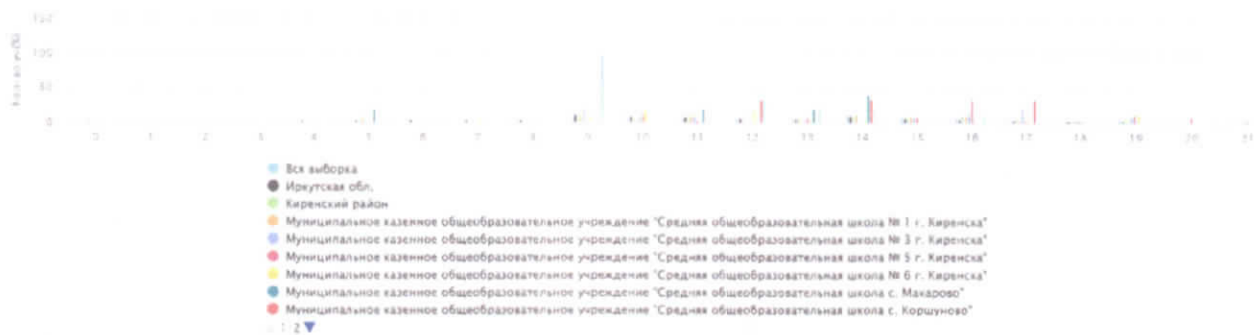 150
100
50
0
0 1 2 3 4 5 6 7 8 9 10 11 12 13 14 15 16 17 18 19 20 21
Вся выборка
Иркутская обл.
Киренский район
Муниципальное казенное общеобразовательное учреждение "Средняя общеобразовательная школа № 1 г. Киренска"
Муниципальное казенное общеобразовательное учреждение "Средняя общеобразовательная школа № 3 г. Киренска"
Муниципальное казенное общеобразовательное учреждение "Средняя общеобразовательная школа № 5 г. Киренска"
Муниципальное казенное общеобразовательное учреждение "Средняя общеобразовательная школа № 6 г. Киренска"
Муниципальное казенное общеобразовательное учреждение "Средняя общеобразовательная школа с. Макарово"
Муниципальное казенное общеобразовательное учреждение "Средняя общеобразовательная школа с. Коршуново"
1/2